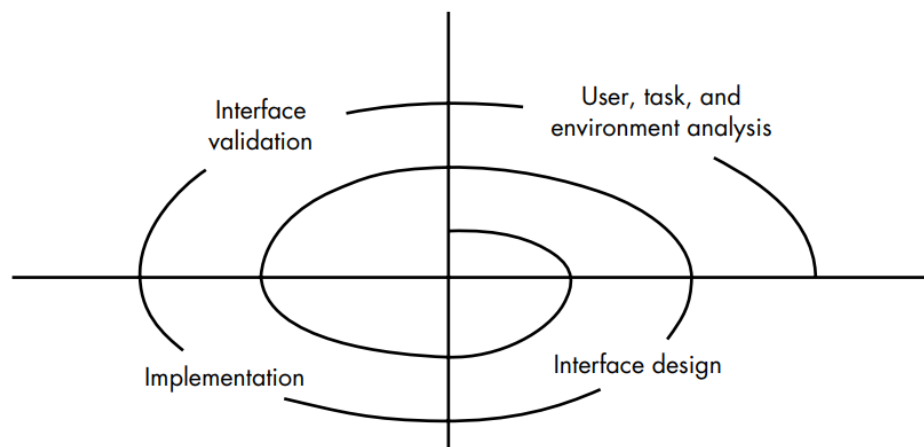 Interface
validation
User, task, and
environment analysis
Implementation
Interface design